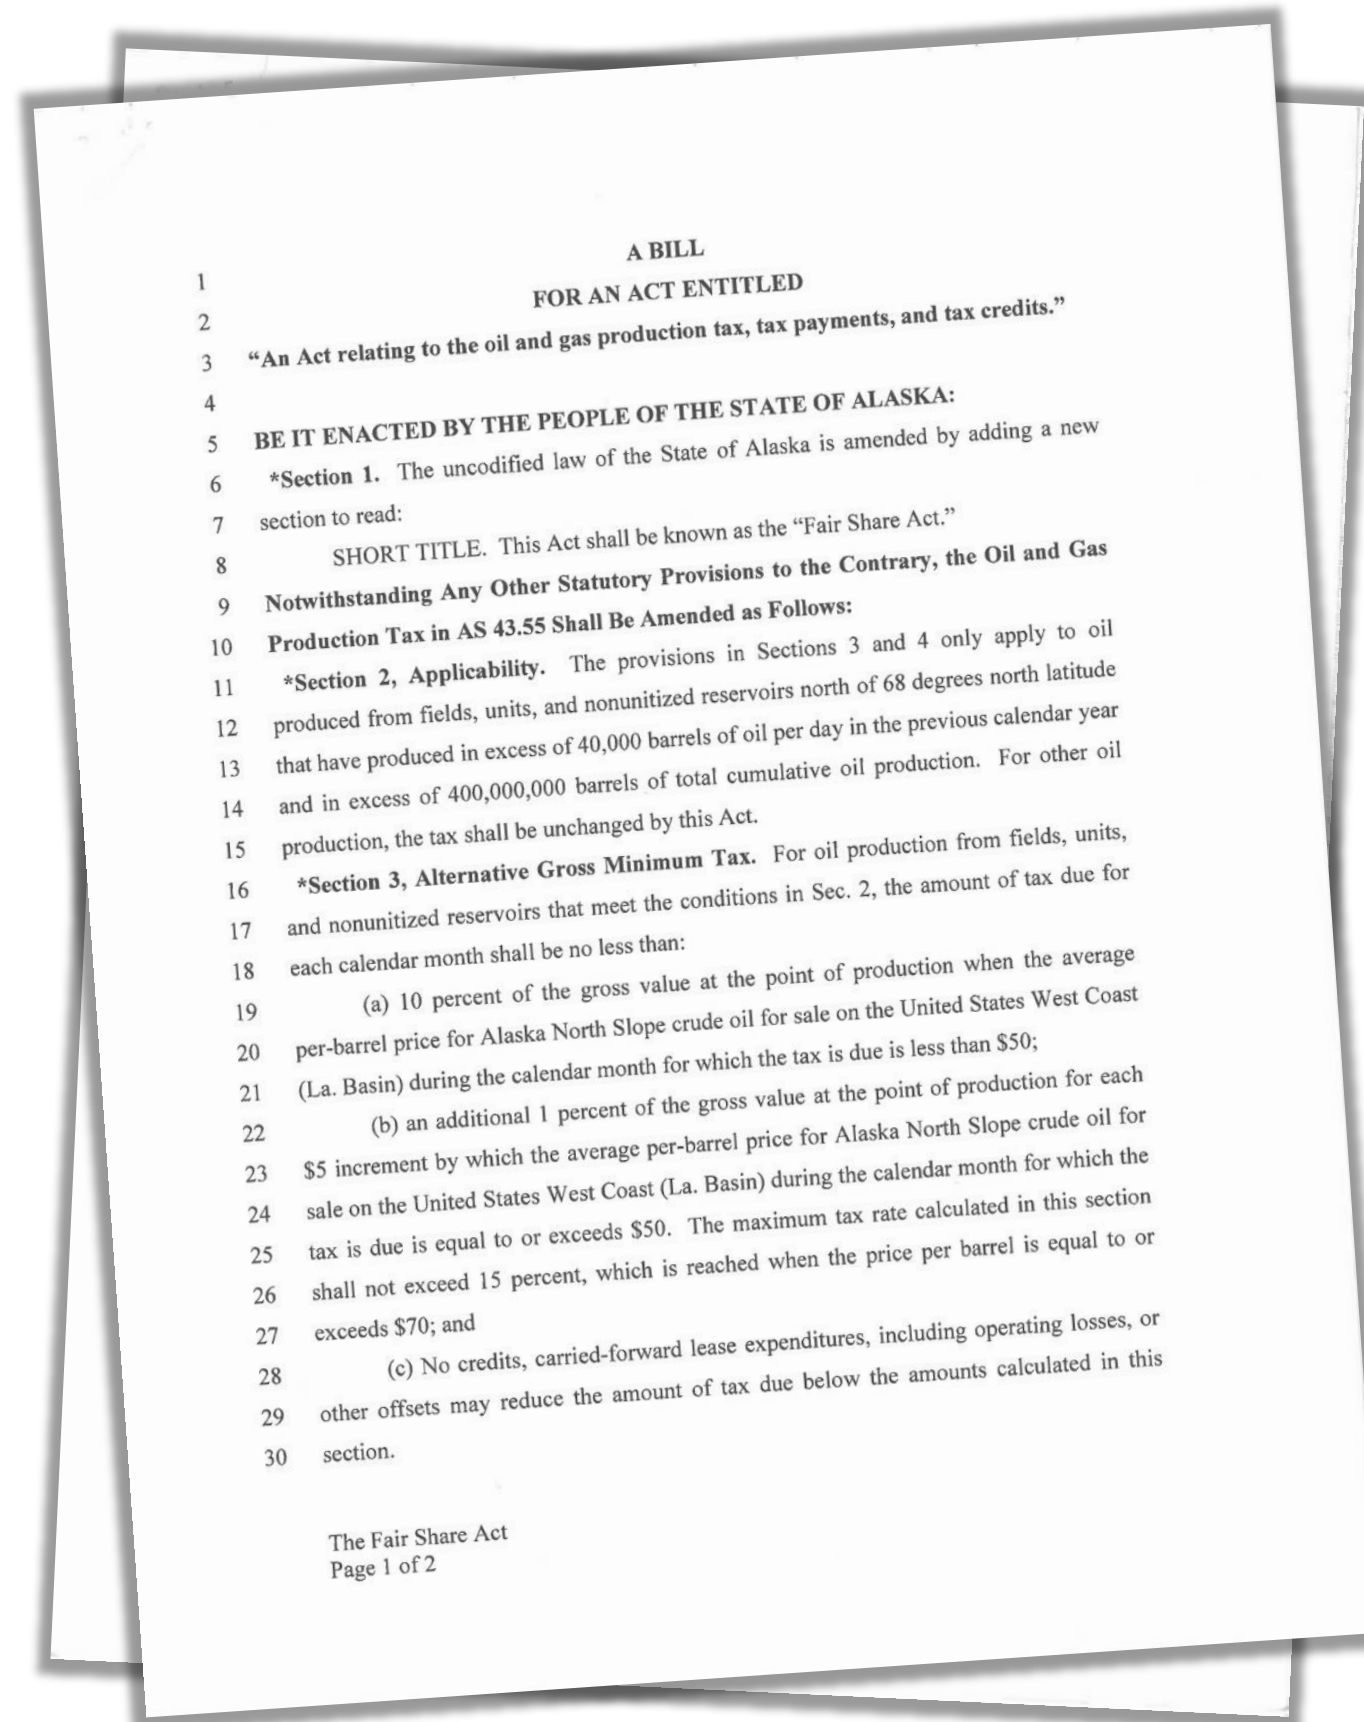 A BILL
1
FOR AN ACT ENTITLED
2
3 “An Act relating to the oil and gas production tax, tax payments, and tax credits.”
4
5 BE IT ENACTED BY THE PEOPLE OF THE STATE OF ALASKA:
6 *Section 1. The uncodified law of the State of Alaska is amended by adding a new
7 section to read:
8 SHORT TITLE. This Act shall be known as the “Fair Share Act.”
9 Notwithstanding Any Other Statutory Provisions to the Contrary, the Oil and Gas
10 Production Tax in AS 43.55 Shall Be Amended as Follows:
11 *Section 2, Applicability. The provisions in Sections 3 and 4 only apply to oil
12 produced from fields, units, and nonunitized reservoirs north of 68 degrees north latitude
13 that have produced in excess of 40,000 barrels of oil per day in the previous calendar year
14 and in excess of 400,000,000 barrels of total cumulative oil production. For other oil
15 production, the tax shall be unchanged by this Act.
16 *Section 3, Alternative Gross Minimum Tax. For oil production from fields, units,
17 and nonunitized reservoirs that meet the conditions in Sec. 2, the amount of tax due for
18 each calendar month shall be no less than:
19 (a) 10 percent of the gross value at the point of production when the average
20 per-barrel price for Alaska North Slope crude oil for sale on the United States West Coast
21 (La. Basin) during the calendar month for which the tax is due is less than $50;
22 (b) an additional 1 percent of the gross value at the point of production for each
23 $5 increment by which the average per-barrel price for Alaska North Slope crude oil for
24 sale on the United States West Coast (La. Basin) during the calendar month for which the
25 tax is due is equal to or exceeds $50. The maximum tax rate calculated in this section
26 shall not exceed 15 percent, which is reached when the price per barrel is equal to or
27 exceeds $70; and
28 (c) No credits, carried-forward lease expenditures, including operating losses, or
29 other offsets may reduce the amount of tax due below the amounts calculated in this
30 section.
The Fair Share Act
Page 1 of 2